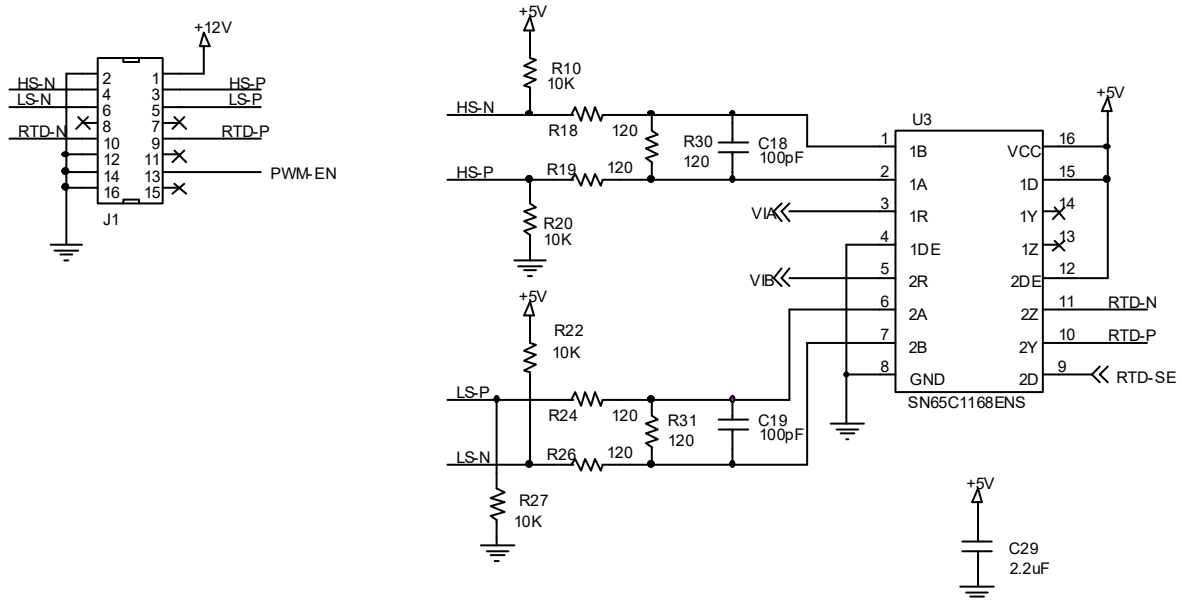 +12V
2 1
HS-N 4 3 HS-P
LS-N 6 5 LS-P
8 7
RTD-N 10 9 RTD-P
12 11
14 13 PWM-EN
16 15
J1
+5V
R10
10K
HS-N
R18 120
R30
120
C18
100pF
HS-P R19 120
R20
10K
VIA
VIB
+5V
R22
10K
LS-P
R24 120
R31
120
C19
100pF
LS-N R26 120
R27
10K
+5V
U3
1 1B VCC 16
2 1A 1D 15
3 1R 1Y 14
4 1DE 1Z 13
5 2R 2DE 12
6 2A 2Z 11 RTD-N
7 2B 2Y 10 RTD-P
8 GND 2D 9 RTD-SE
SN65C1168ENS
+5V
C29
2.2uF